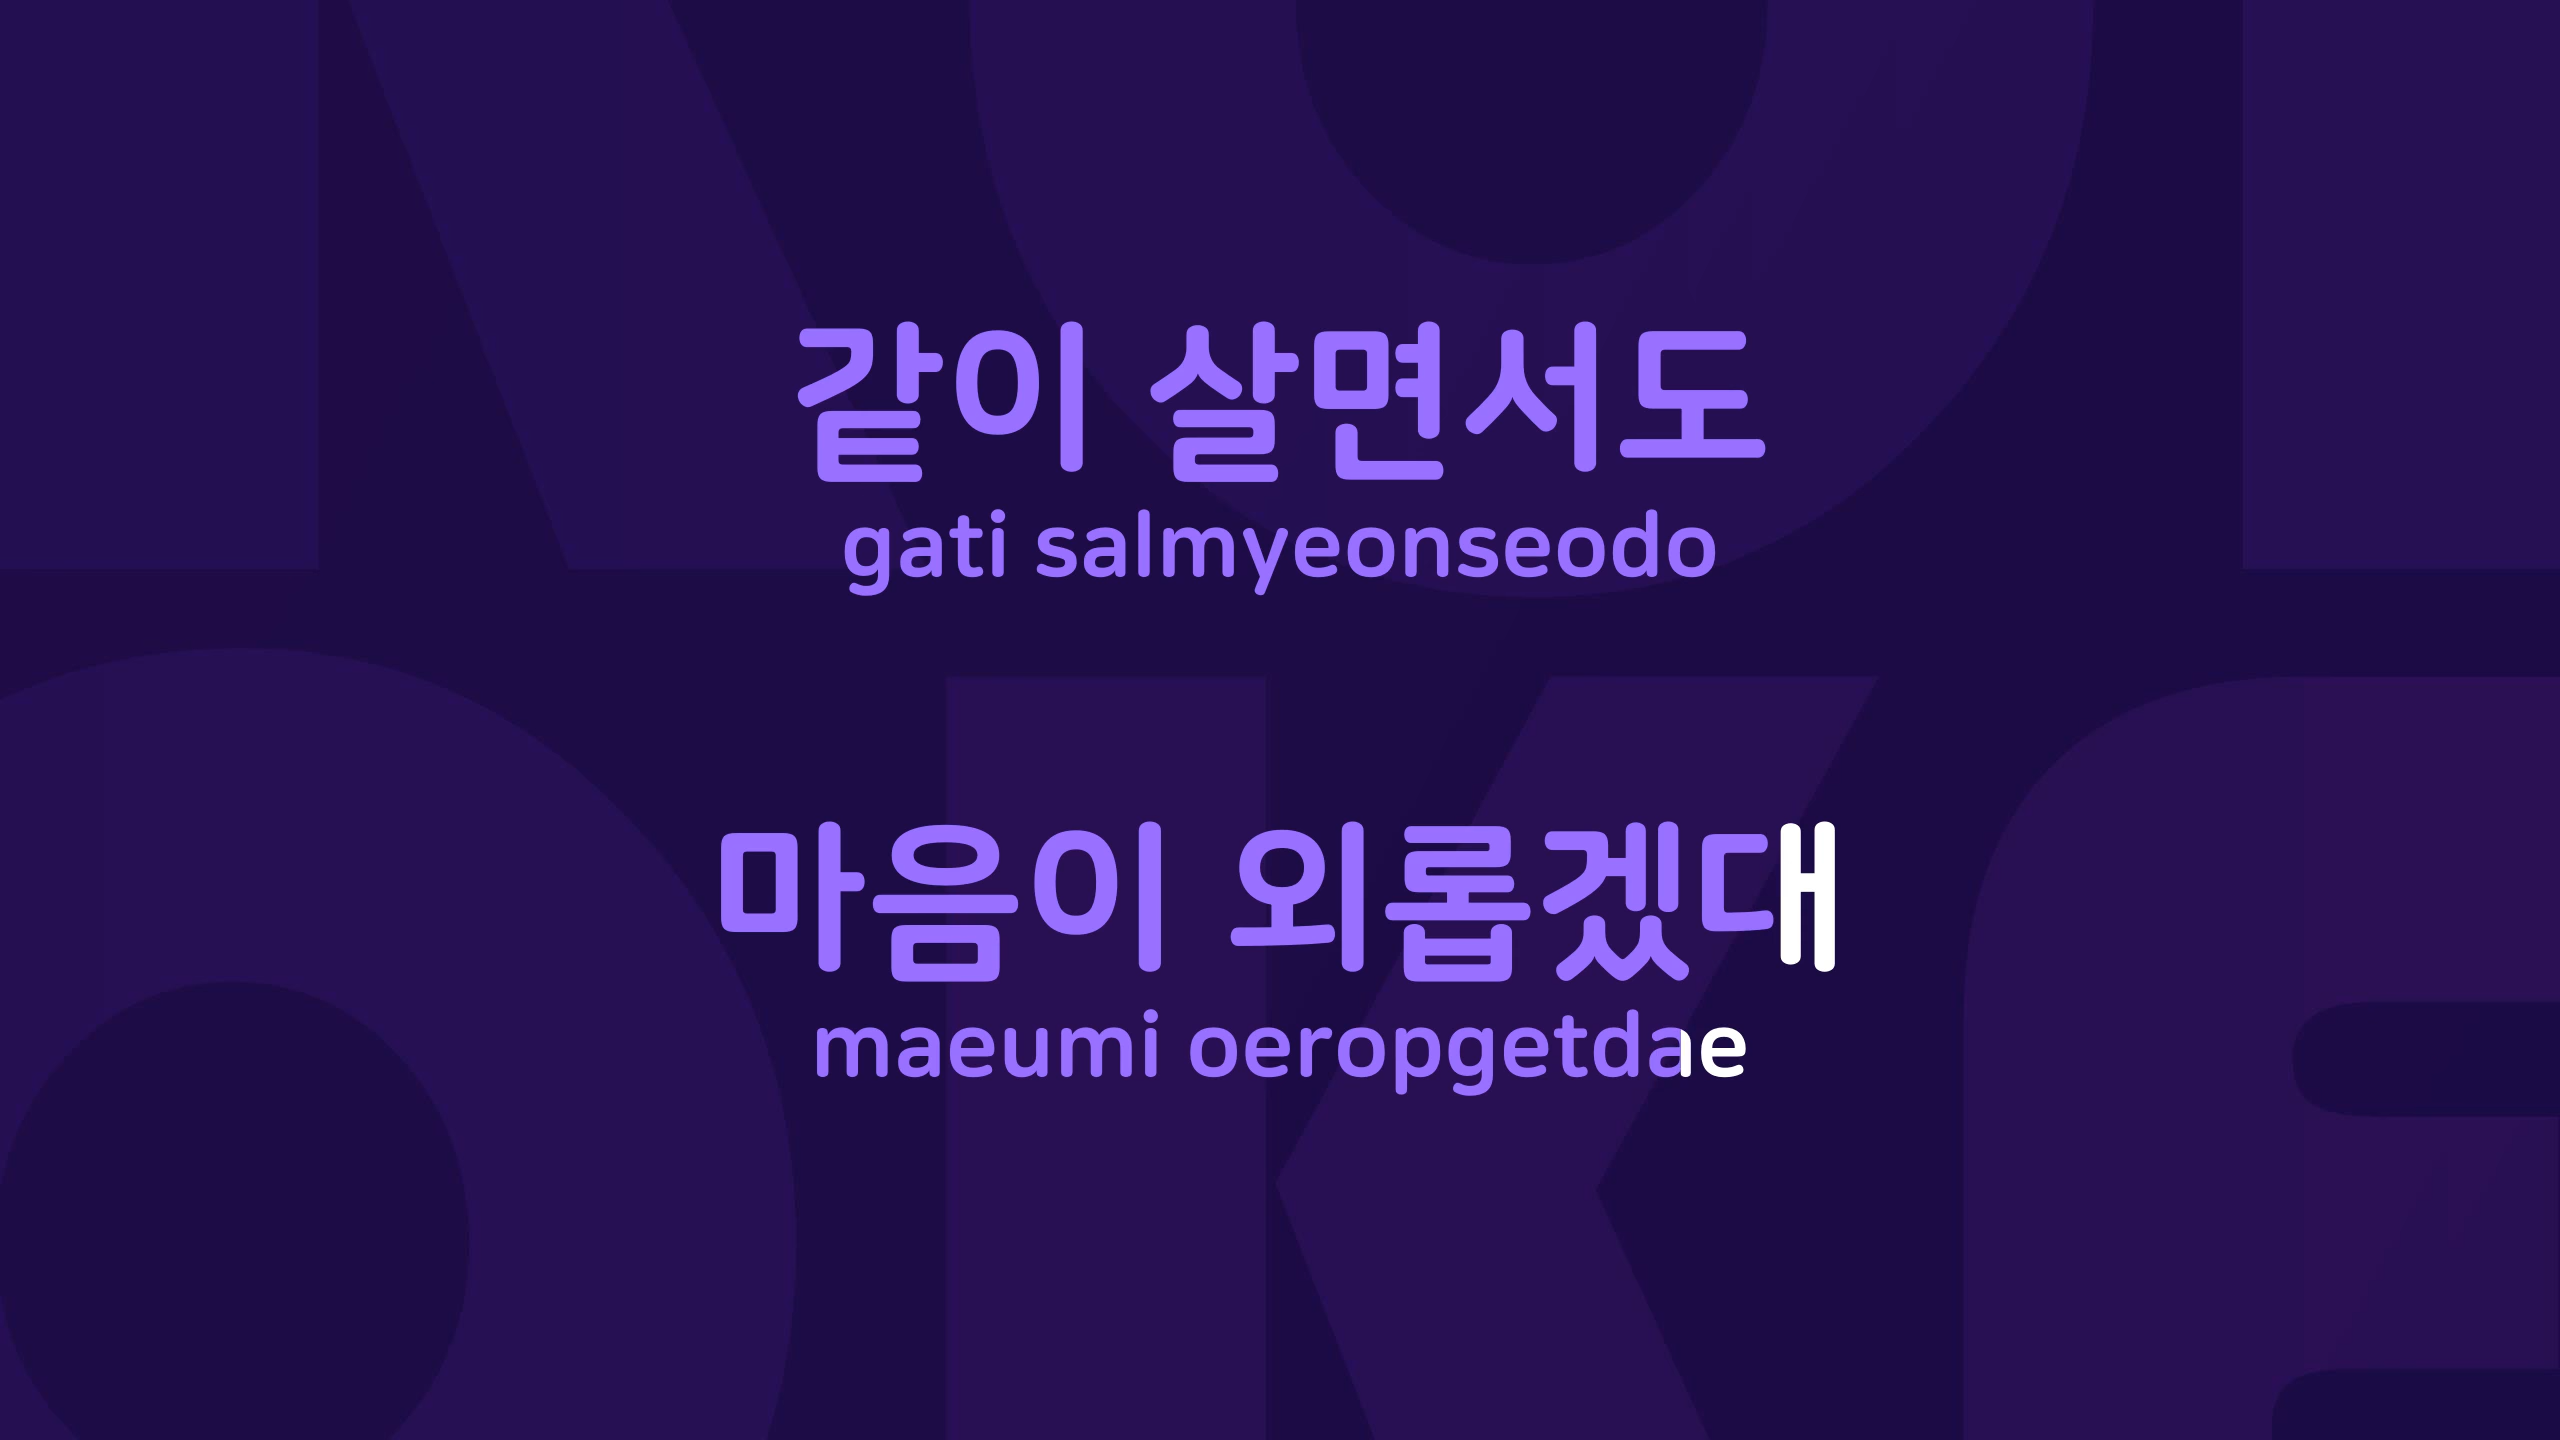 같이 살면서도
gati salmyeonseodo
마음이 외롭겠대
maeumi oeropgetdae